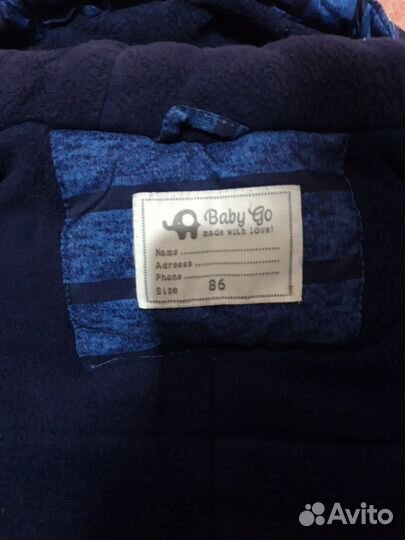 Baby Go
made with love!
Name
Adress
Phone
Size 86
Avito